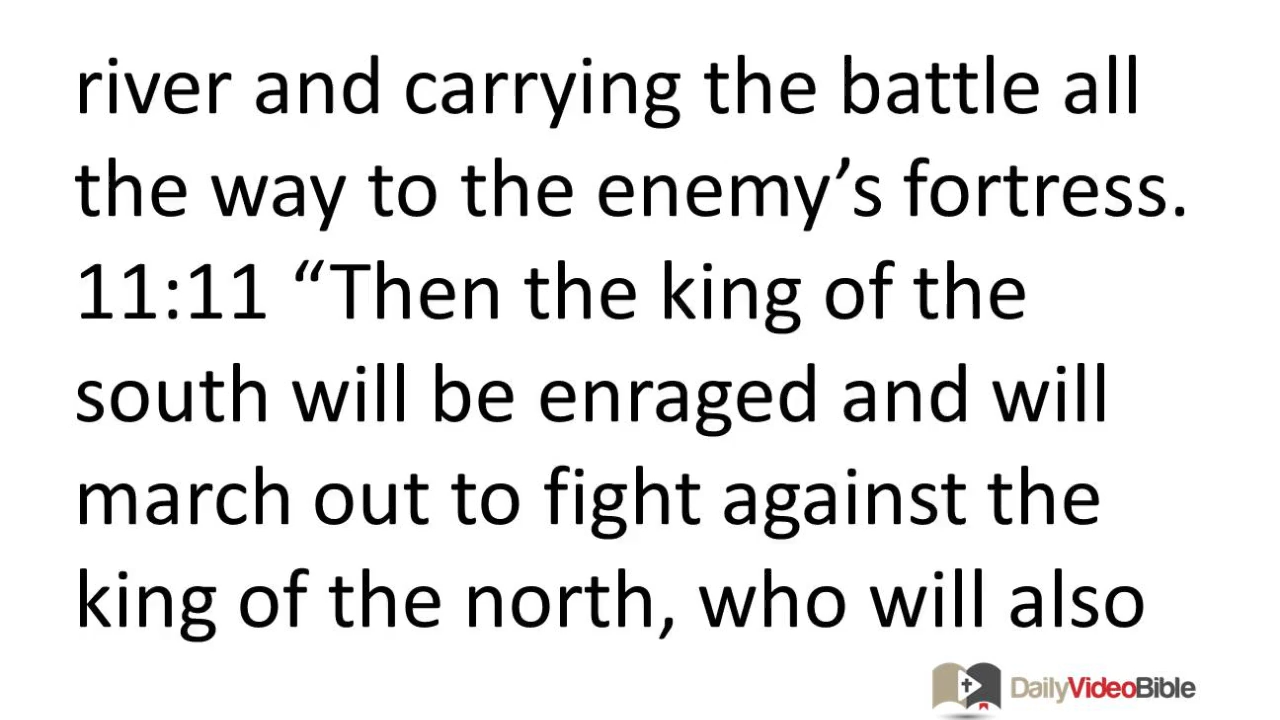 river and carrying the battle all
the way to the enemy’s fortress.
11:11 “Then the king of the
south will be enraged and will
march out to fight against the
king of the north, who will also
DailyVideoBible